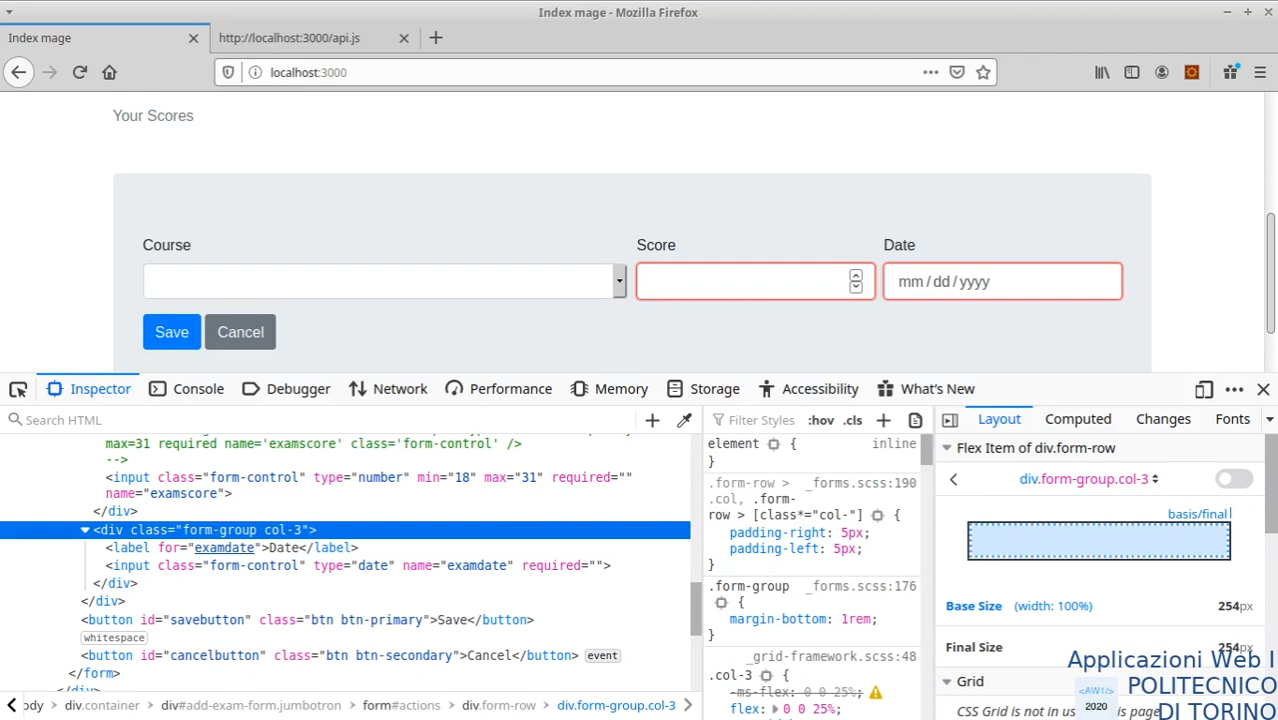 Index mage - Mozilla Firefox
Index mage
http://localhost:3000/api.js
localhost:3000
Your Scores
Course
Score
Date
mm / dd / yyyy
Save
Cancel
Inspector
Console
Debugger
Network
Performance
Memory
Storage
Accessibility
What's New
Search HTML
max=31 required name='examscore' class='form-control' />
-->
<input class="form-control" type="number" min="18" max="31" required=""
name="examscore">
</div>
<div class="form-group col-3">
<label for="examdate">Date</label>
<input class="form-control" type="date" name="examdate" required="">
</div>
</div>
<button id="savebutton" class="btn btn-primary">Save</button>
whitespace
<button id="cancelbutton" class="btn btn-secondary">Cancel</button>
event
</form>
</div>
ody
div.container
div#add-exam-form.jumbotron
form#actions
div.form-row
div.form-group.col-3
Filter Styles
:hov
.cls
element {
inline
}
.form-row >
_forms.scss:190
.col, .form-
row > [class*="col-"] {
padding-right: 5px;
padding-left: 5px;
}
.form-group
_forms.scss:176
{
margin-bottom: 1rem;
}
_grid-framework.scss:48
.col-3 {
-ms-flex: 0 0 25%;
flex: 0 0 25%;
Layout
Computed
Changes
Fonts
Flex Item of div.form-row
div.form-group.col-3
basis/final
Base Size (width: 100%)
254px
Final Size
254px
Grid
CSS Grid is not in us
s page
Applicazioni Web I
POLITECNICO
DI TORINO
<AW1/>
2020